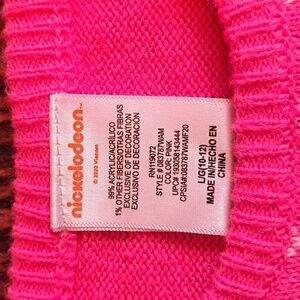 nickelodeon
© 2020 Viacom
99% ACRYLIC/ACRÍLICO
1% OTHER FIBERS/OTRAS FIBRAS
EXCLUSIVE OF DECORATION
EXCLUSIVO DE DECORACIÓN
RN119072
STYLE # 083787WAM
COLOR: PINK
UPC# 193058143444
CPSIA#083787WAMF20
L/G(10-12)
MADE IN/HECHO EN
CHINA